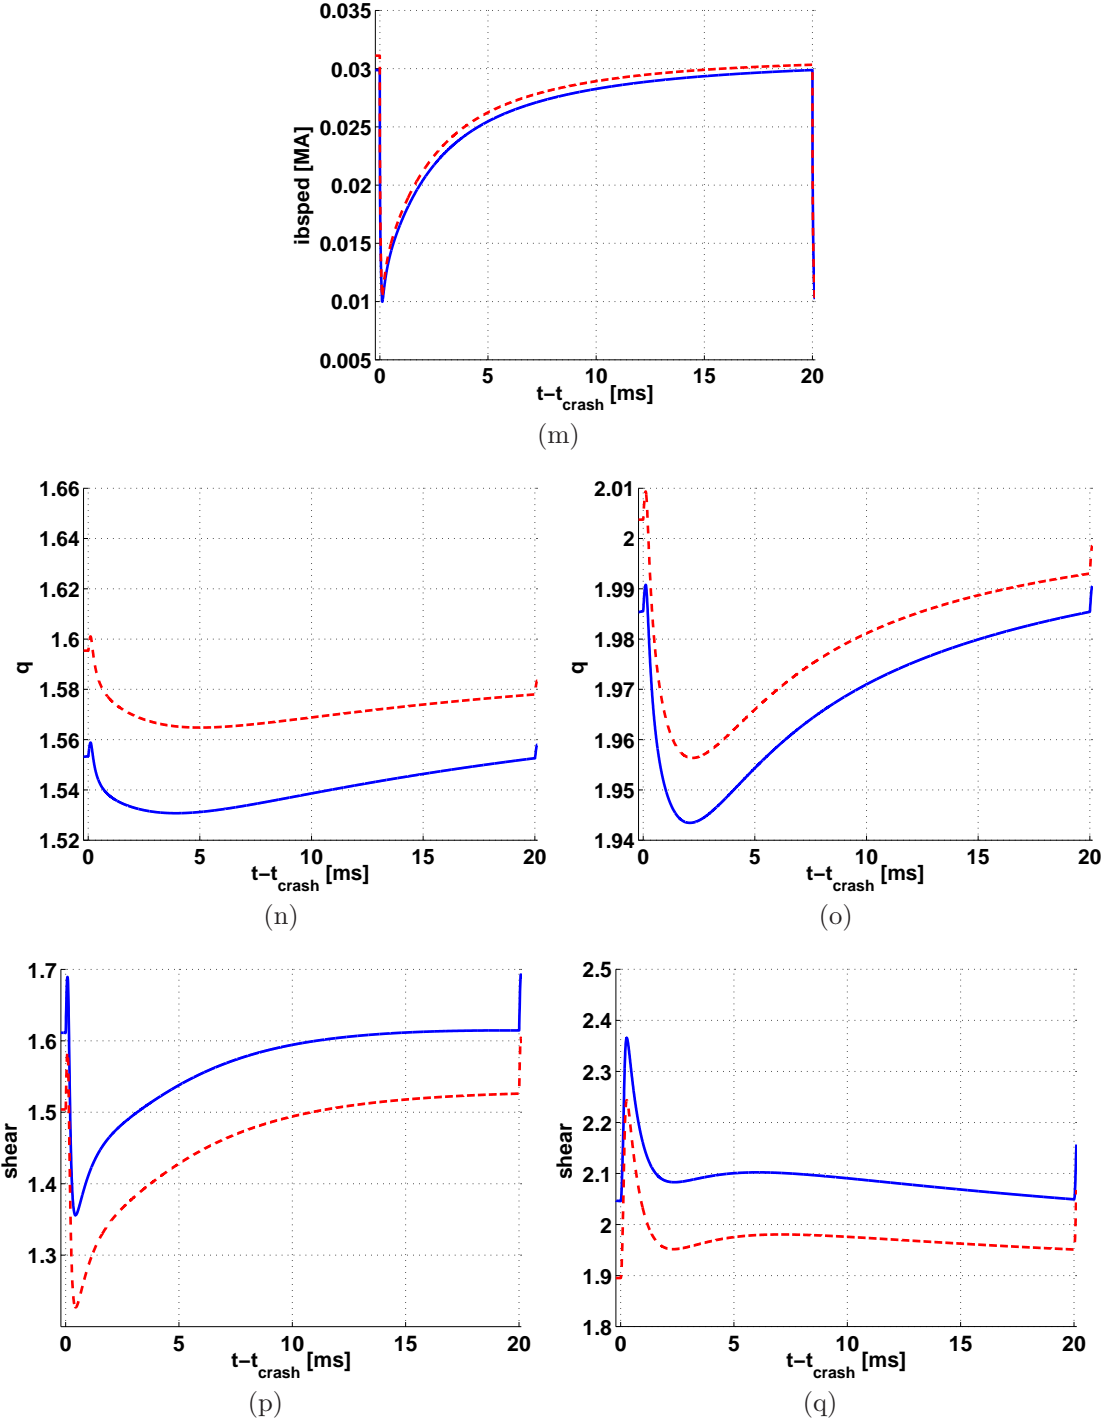 0.035
0.03
0.025
0.02
0.015
0.01
0.005
ibsped [MA]
0 5 10 15 20
t−t_crash [ms]
(m)
1.66
1.64
1.62
1.6
1.58
1.56
1.54
1.52
q
0 5 10 15 20
t−t_crash [ms]
(n)
2.01
2
1.99
1.98
1.97
1.96
1.95
1.94
q
0 5 10 15 20
t−t_crash [ms]
(o)
1.7
1.6
1.5
1.4
1.3
shear
0 5 10 15 20
t−t_crash [ms]
(p)
2.5
2.4
2.3
2.2
2.1
2
1.9
1.8
shear
0 5 10 15 20
t−t_crash [ms]
(q)